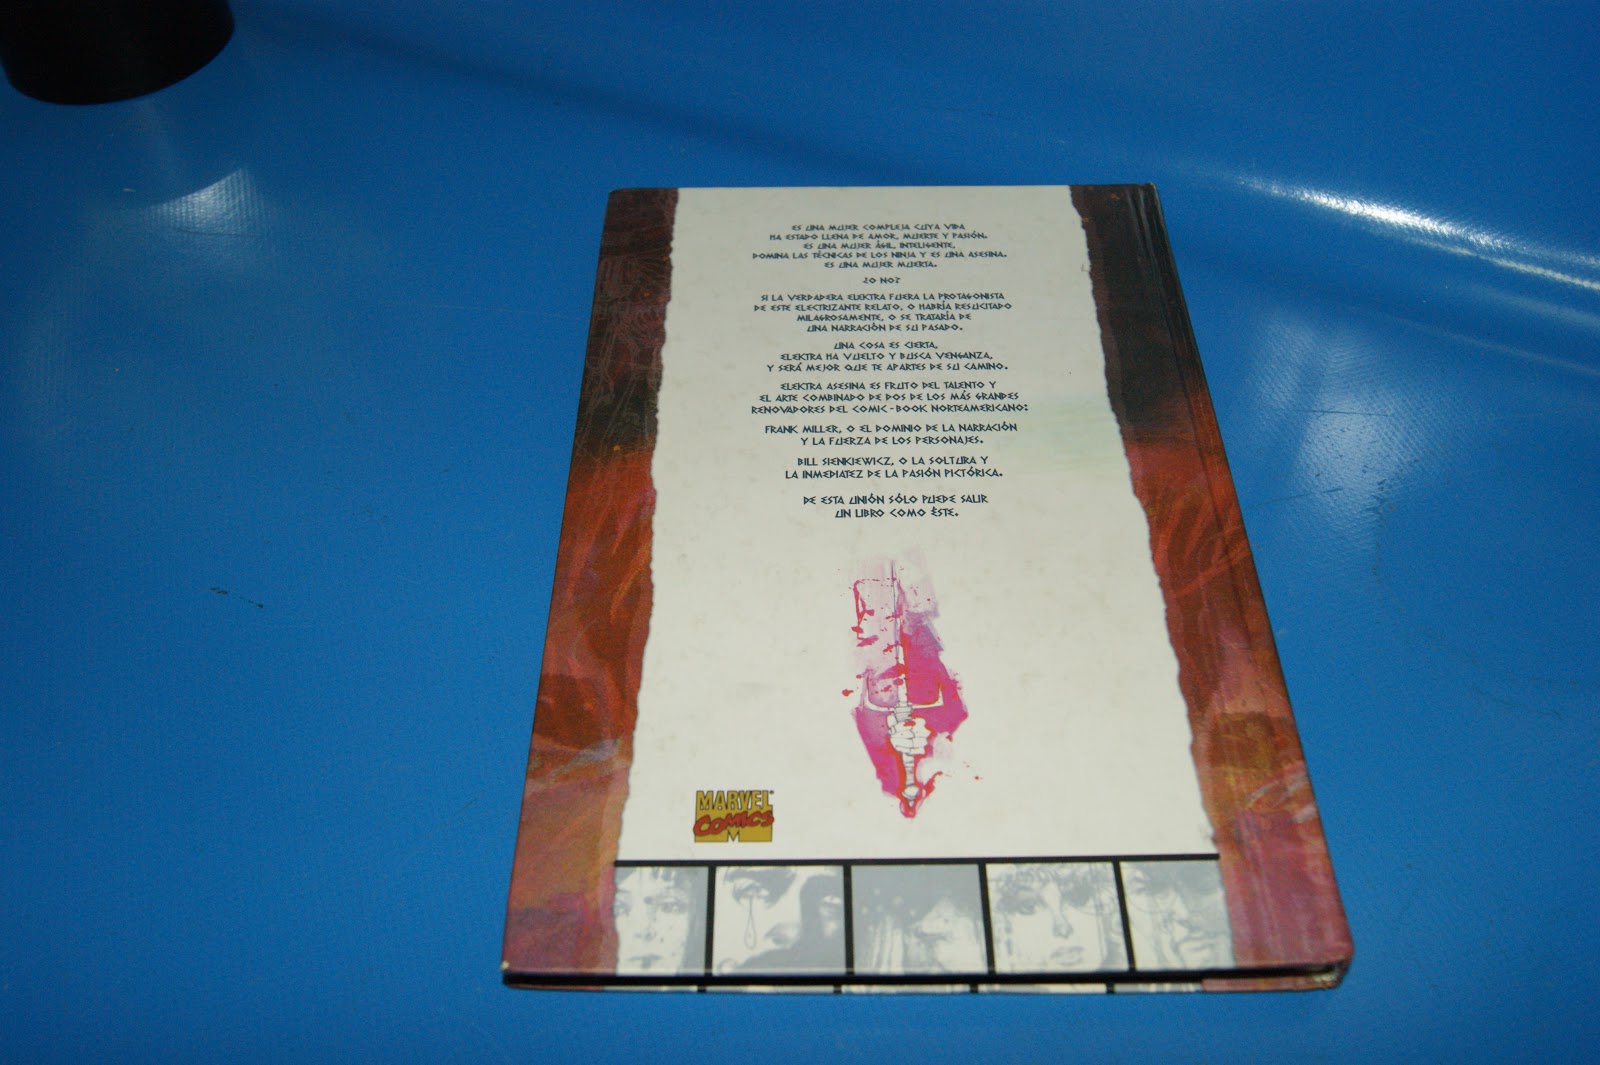 ES UNA MUJER COMPLEJA CUYA VIDA
HA ESTADO LLENA DE AMOR, MUERTE Y PASIÓN.
ES UNA MUJER ÁGIL, INTELIGENTE,
DOMINA LAS TÉCNICAS DE LOS NINJA Y ES UNA ASESINA.
ES UNA MUJER MUERTA.
¿O NO?
SI LA VERDADERA ELEKTRA FUERA LA PROTAGONISTA
DE ESTE ELECTRIZANTE RELATO, O HABRÍA RESUCITADO
MILAGROSAMENTE, O SE TRATARÍA DE
UNA NARRACIÓN DE SU PASADO.
UNA COSA ES CIERTA,
ELEKTRA HA VUELTO Y BUSCA VENGANZA,
Y SERÁ MEJOR QUE TE APARTES DE SU CAMINO.
ELEKTRA ASESINA ES FRUTO DEL TALENTO Y
EL ARTE COMBINADO DE DOS DE LOS MÁS GRANDES
RENOVADORES DEL COMIC-BOOK NORTEAMERICANO:
FRANK MILLER, O EL DOMINIO DE LA NARRACIÓN
Y LA FUERZA DE LOS PERSONAJES.
BILL SIENKIEWICZ, O LA SOLTURA Y
LA INMEDIATEZ DE LA PASIÓN PICTÓRICA.
DE ESTA UNIÓN SÓLO PUEDE SALIR
UN LIBRO COMO ÉSTE.
MARVEL
COMICS
M